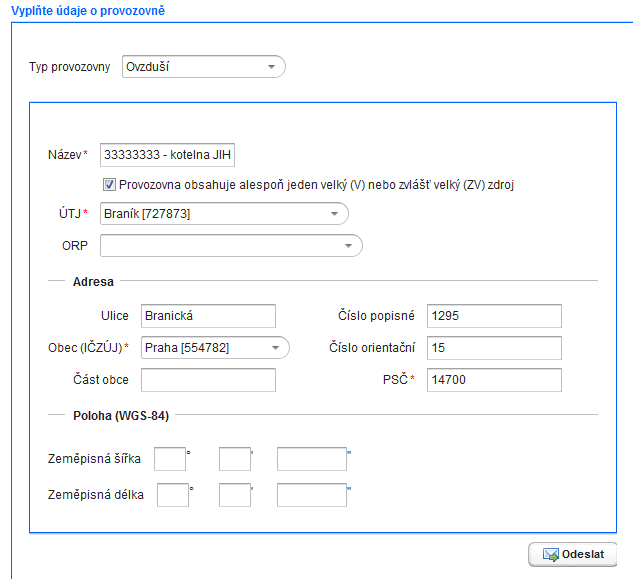 Vyplňte údaje o provozovně
Typ provozovny Ovzduší
Název* 33333333 - kotelna JIH
Provozovna obsahuje alespoň jeden velký (V) nebo zvlášť velký (ZV) zdroj
ÚTJ * Braník [727873]
ORP
Adresa
Ulice Branická Číslo popisné 1295
Obec (IČZÚJ)* Praha [554782] Číslo orientační 15
Část obce PSČ* 14700
Poloha (WGS-84)
Zeměpisná šířka ° ' "
Zeměpisná délka ° ' "
Odeslat